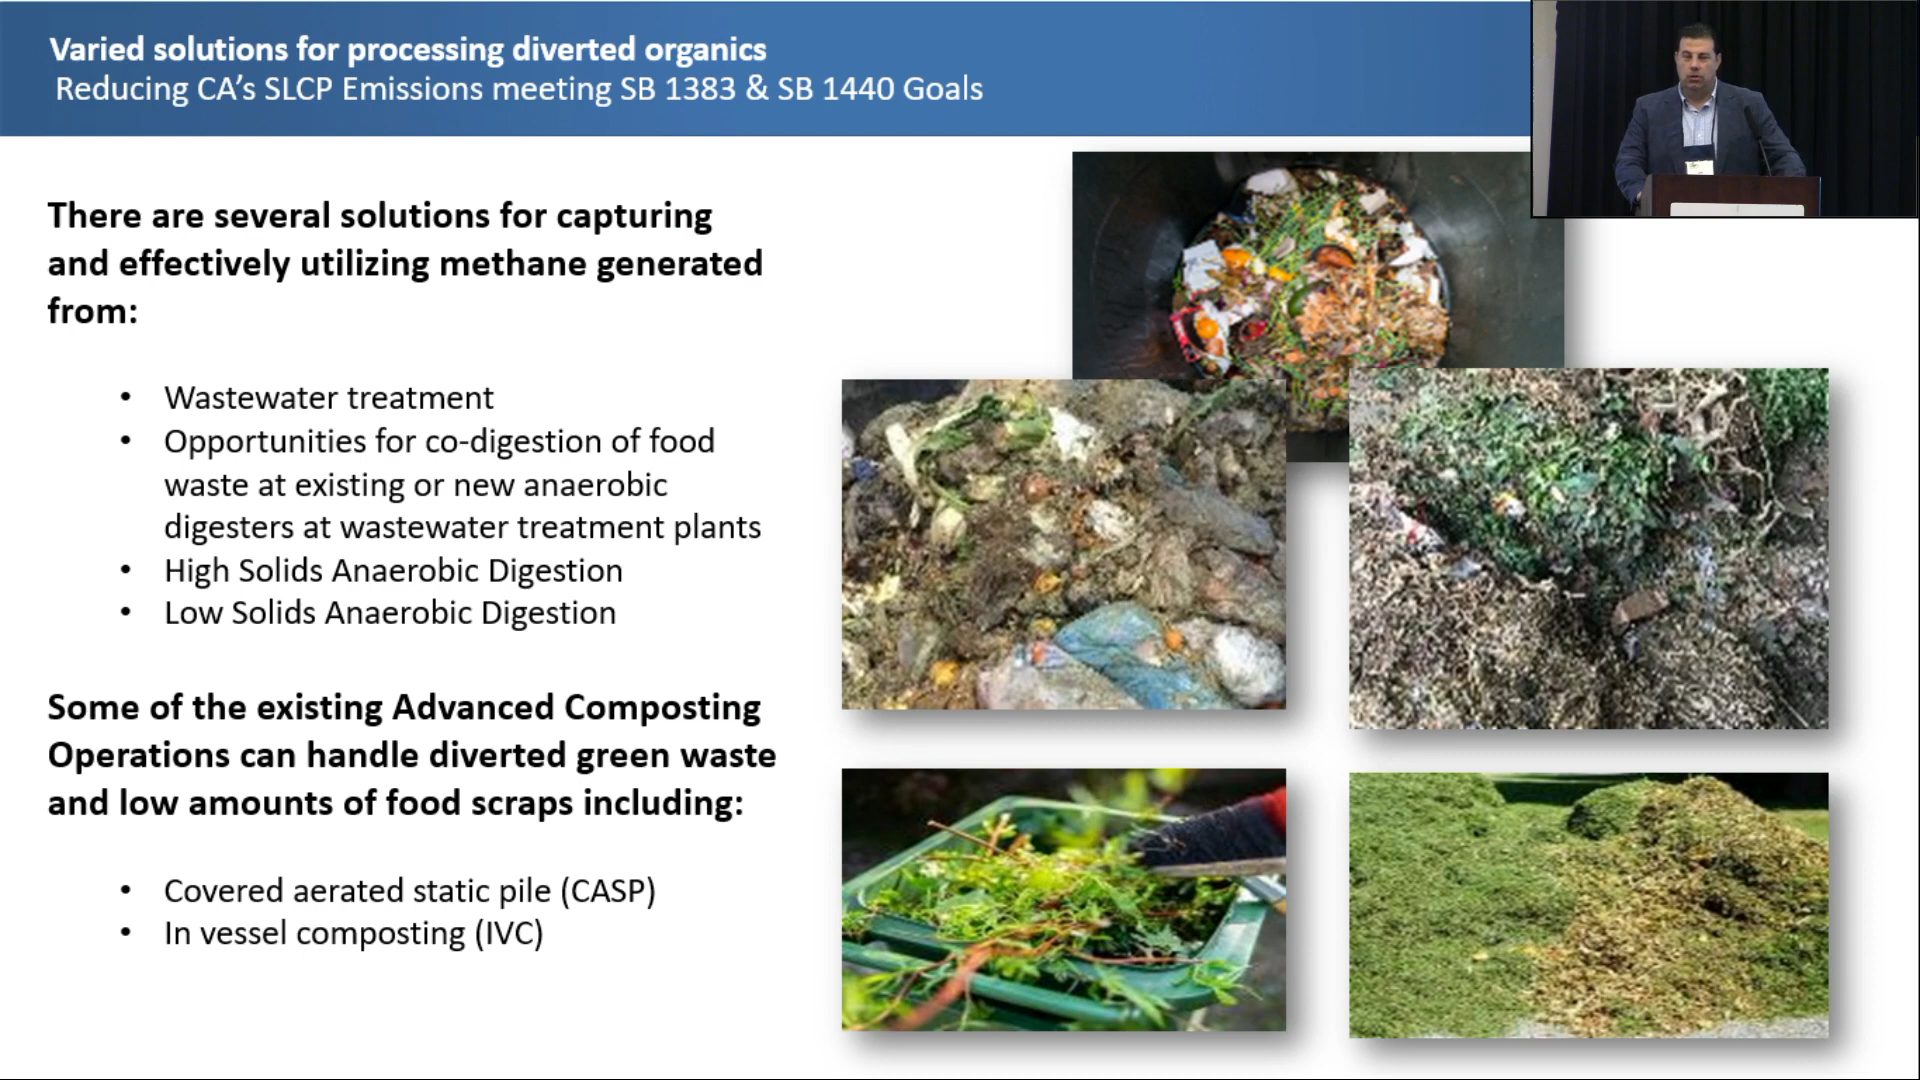 Varied solutions for processing diverted organics
Reducing CA's SLCP Emissions meeting SB 1383 & SB 1440 Goals
There are several solutions for capturing
and effectively utilizing methane generated
from:
• Wastewater treatment
• Opportunities for co-digestion of food
waste at existing or new anaerobic
digesters at wastewater treatment plants
• High Solids Anaerobic Digestion
• Low Solids Anaerobic Digestion
Some of the existing Advanced Composting
Operations can handle diverted green waste
and low amounts of food scraps including:
• Covered aerated static pile (CASP)
• In vessel composting (IVC)